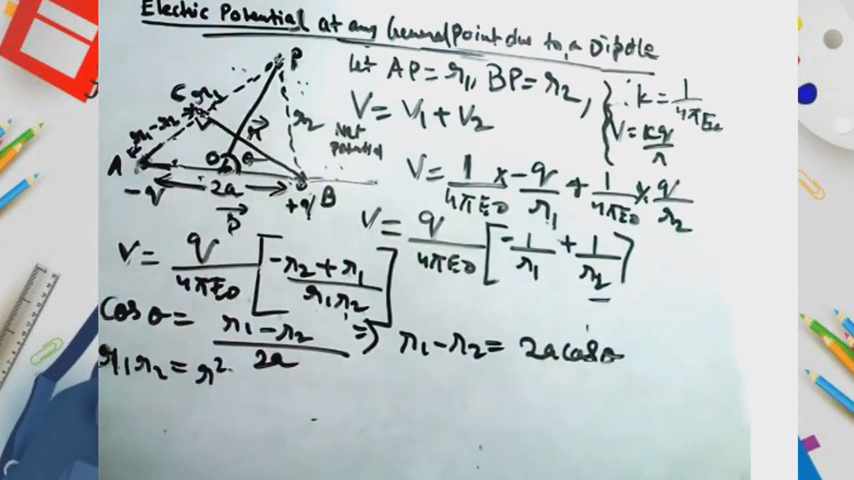 Electric Potential at any General Point due to a Dipole
Let AP = r₁, BP = r₂,
V = V₁ + V₂
Net
potential
∴ k = 1/4πε₀
V = kq/r
P
C
r₂
r₁-r₂
r₂
r
A
O
θ
B
-q
2a
+q
p
V = 1/4πε₀ × -q/r₁ + 1/4πε₀ × q/r₂
V = q/4πε₀ [-1/r₁ + 1/r₂]
V = q/4πε₀ [-r₂ + r₁/r₁r₂]
cos θ = r₁-r₂/2a ⇒ r₁-r₂ = 2a cos θ
r₁r₂ = r²